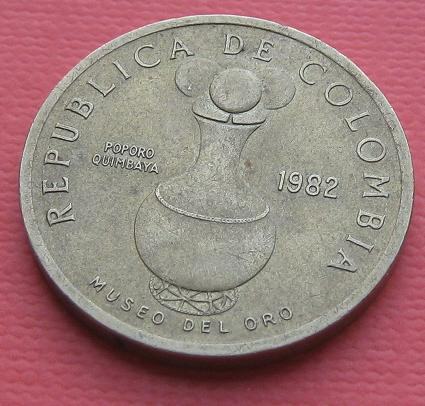 REPUBLICA DE COLOMBIA
POPORO
QUIMBAYA
1982
MUSEO DEL ORO